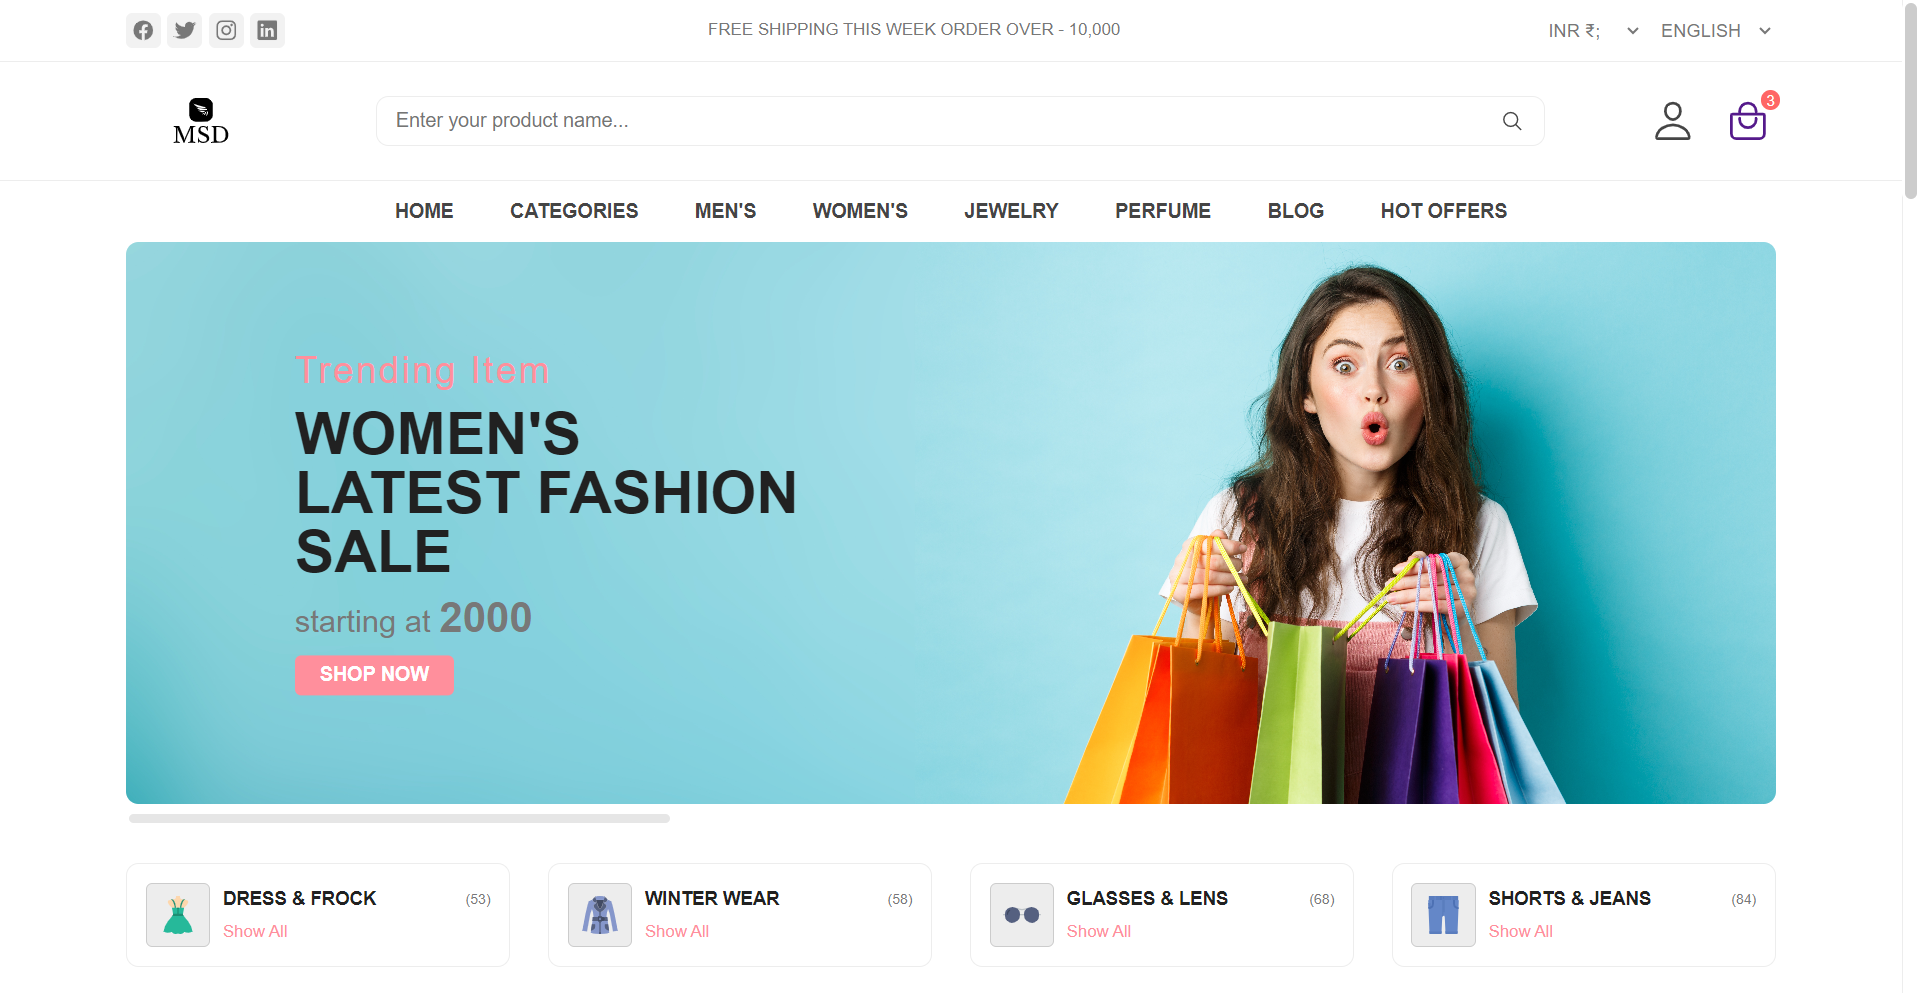 FREE SHIPPING THIS WEEK ORDER OVER - 10,000
INR ₹;
ENGLISH
MSD
Enter your product name...
3
HOME
CATEGORIES
MEN'S
WOMEN'S
JEWELRY
PERFUME
BLOG
HOT OFFERS
Trending Item
WOMEN'S
LATEST FASHION
SALE
starting at 2000
SHOP NOW
DRESS & FROCK
(53)
Show All
WINTER WEAR
(58)
Show All
GLASSES & LENS
(68)
Show All
SHORTS & JEANS
(84)
Show All